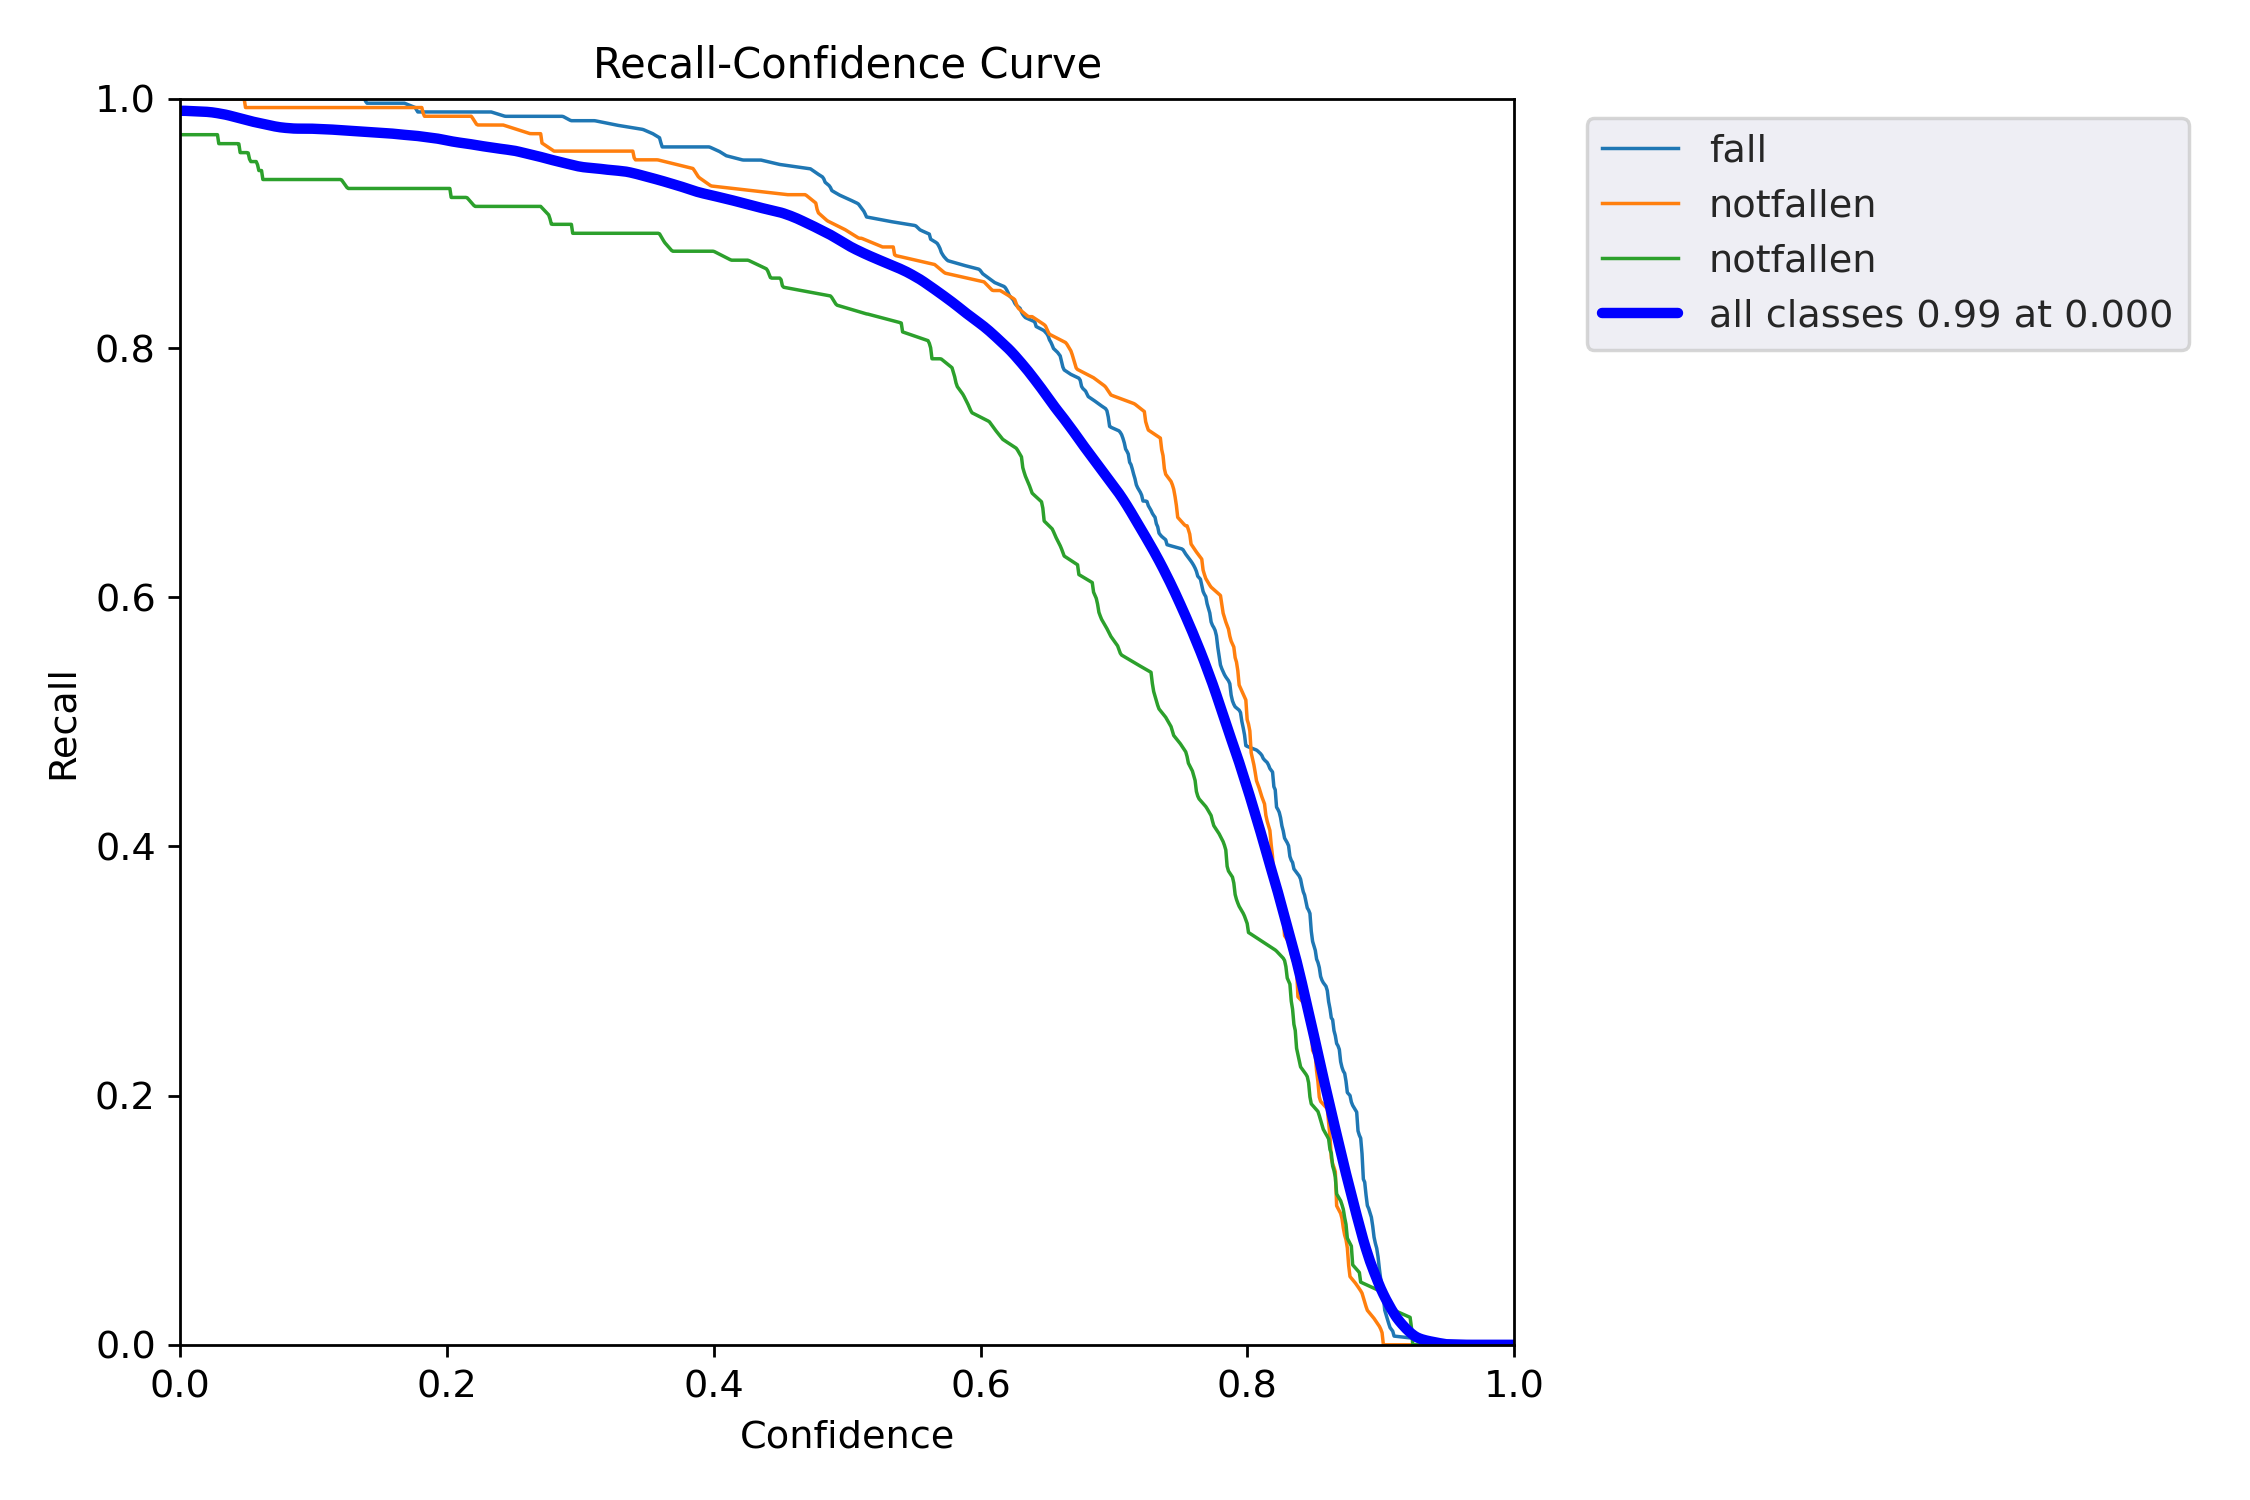 Recall-Confidence Curve
1.0
0.8
0.6
0.4
0.2
0.0
Recall
0.0 0.2 0.4 0.6 0.8 1.0
Confidence
fall
notfallen
notfallen
all classes 0.99 at 0.000